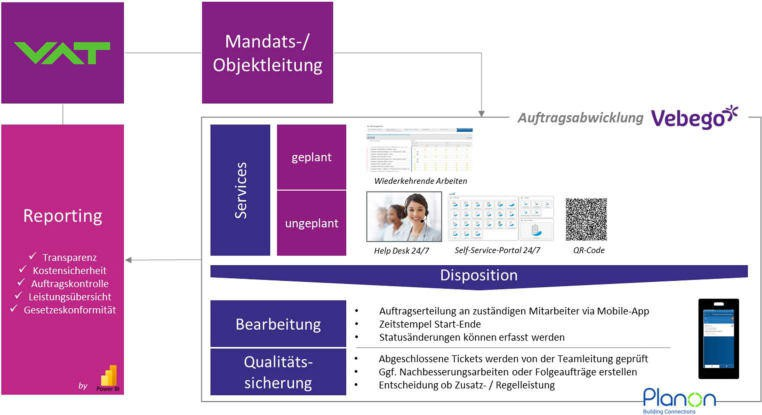 VAT
Mandats-/
Objektleitung
Auftragsabwicklung Vebego
Services
geplant
Wiederkehrende Arbeiten
ungeplant
Help Desk 24/7
Self-Service-Portal 24/7
QR-Code
Reporting
✓ Transparenz
✓ Kostensicherheit
✓ Auftragskontrolle
✓ Leistungsübersicht
✓ Gesetzeskonformität
by Power BI
Disposition
Bearbeitung
• Auftragserteilung an zuständigen Mitarbeiter via Mobile-App
• Zeitstempel Start-Ende
• Statusänderungen können erfasst werden
Qualitäts-
sicherung
• Abgeschlossene Tickets werden von der Teamleitung geprüft
• Ggf. Nachbesserungsarbeiten oder Folgeaufträge erstellen
• Entscheidung ob Zusatz- / Regelleistung
Planon
Building Connections